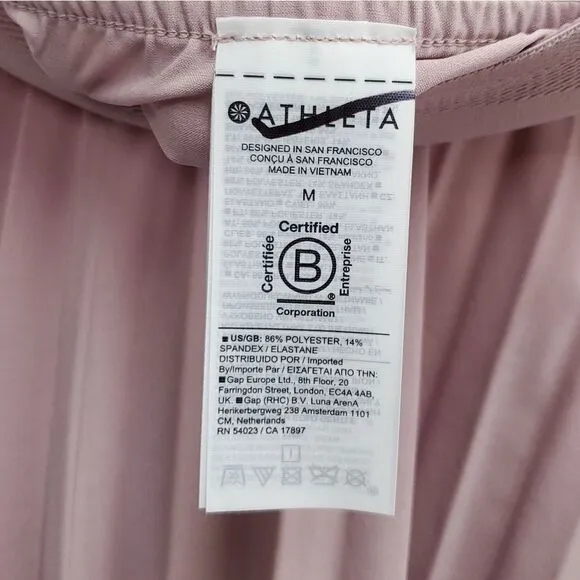 ATHLETA
DESIGNED IN SAN FRANCISCO
CONÇU À SAN FRANCISCO
MADE IN VIETNAM
M
Certified
Certifiée
B
Entreprise
®
Corporation
■ US/GB: 86% POLYESTER, 14%
SPANDEX / ELASTANE
DISTRIBUIDO POR / Imported
By/Importe Par / ΕΙΣΑΓΕΤΑΙ ΑΠΟ ΤΗΝ:
■ Gap Europe Ltd., 8th Floor, 20
Farringdon Street, London, EC4A 4AB,
UK. ■ Gap (RHC) B.V. Luna ArenA
Herikerbergweg 238 Amsterdam 1101
CM, Netherlands
RN 54023 / CA 17897